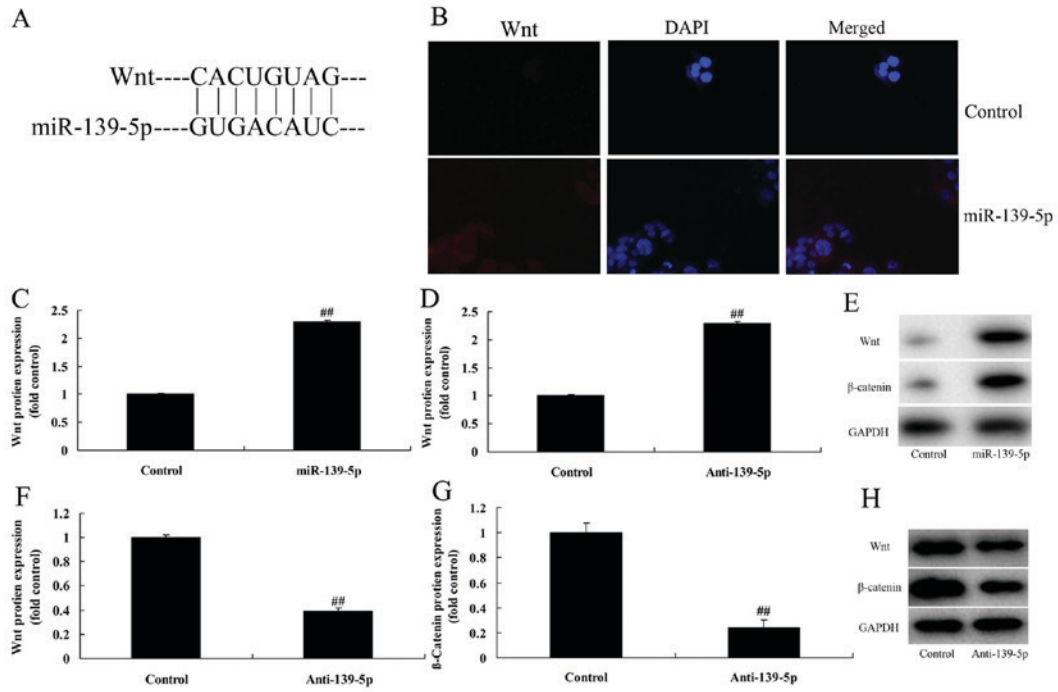 A
Wnt----CACUGUAG---
miR-139-5p----GUGACAUC---
B
Wnt
DAPI
Merged
Control
miR-139-5p
C
Wnt protien expression
(fold control)
2.5
2
1.5
1
0.5
0
##
Control
miR-139-5p
D
Wnt protien expression
(fold control)
2.5
2
1.5
1
0.5
0
##
Control
Anti-139-5p
E
Wnt
β-catenin
GAPDH
Control
miR-139-5p
F
Wnt protien expression
(fold control)
1.2
1
0.8
0.6
0.4
0.2
0
##
Control
Anti-139-5p
G
β-Catenin protien expression
(fold control)
1.2
1
0.8
0.6
0.4
0.2
0
##
Control
Anti-139-5p
H
Wnt
β-catenin
GAPDH
Control
Anti-139-5p